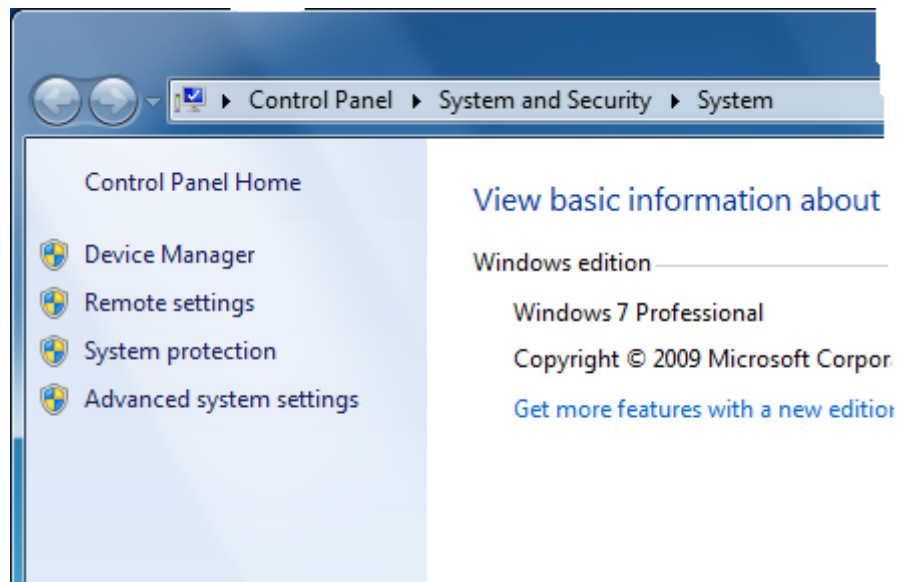 Control Panel ▸ System and Security ▸ System
Control Panel Home
Device Manager
Remote settings
System protection
Advanced system settings
View basic information about
Windows edition
Windows 7 Professional
Copyright © 2009 Microsoft Corpor
Get more features with a new edition